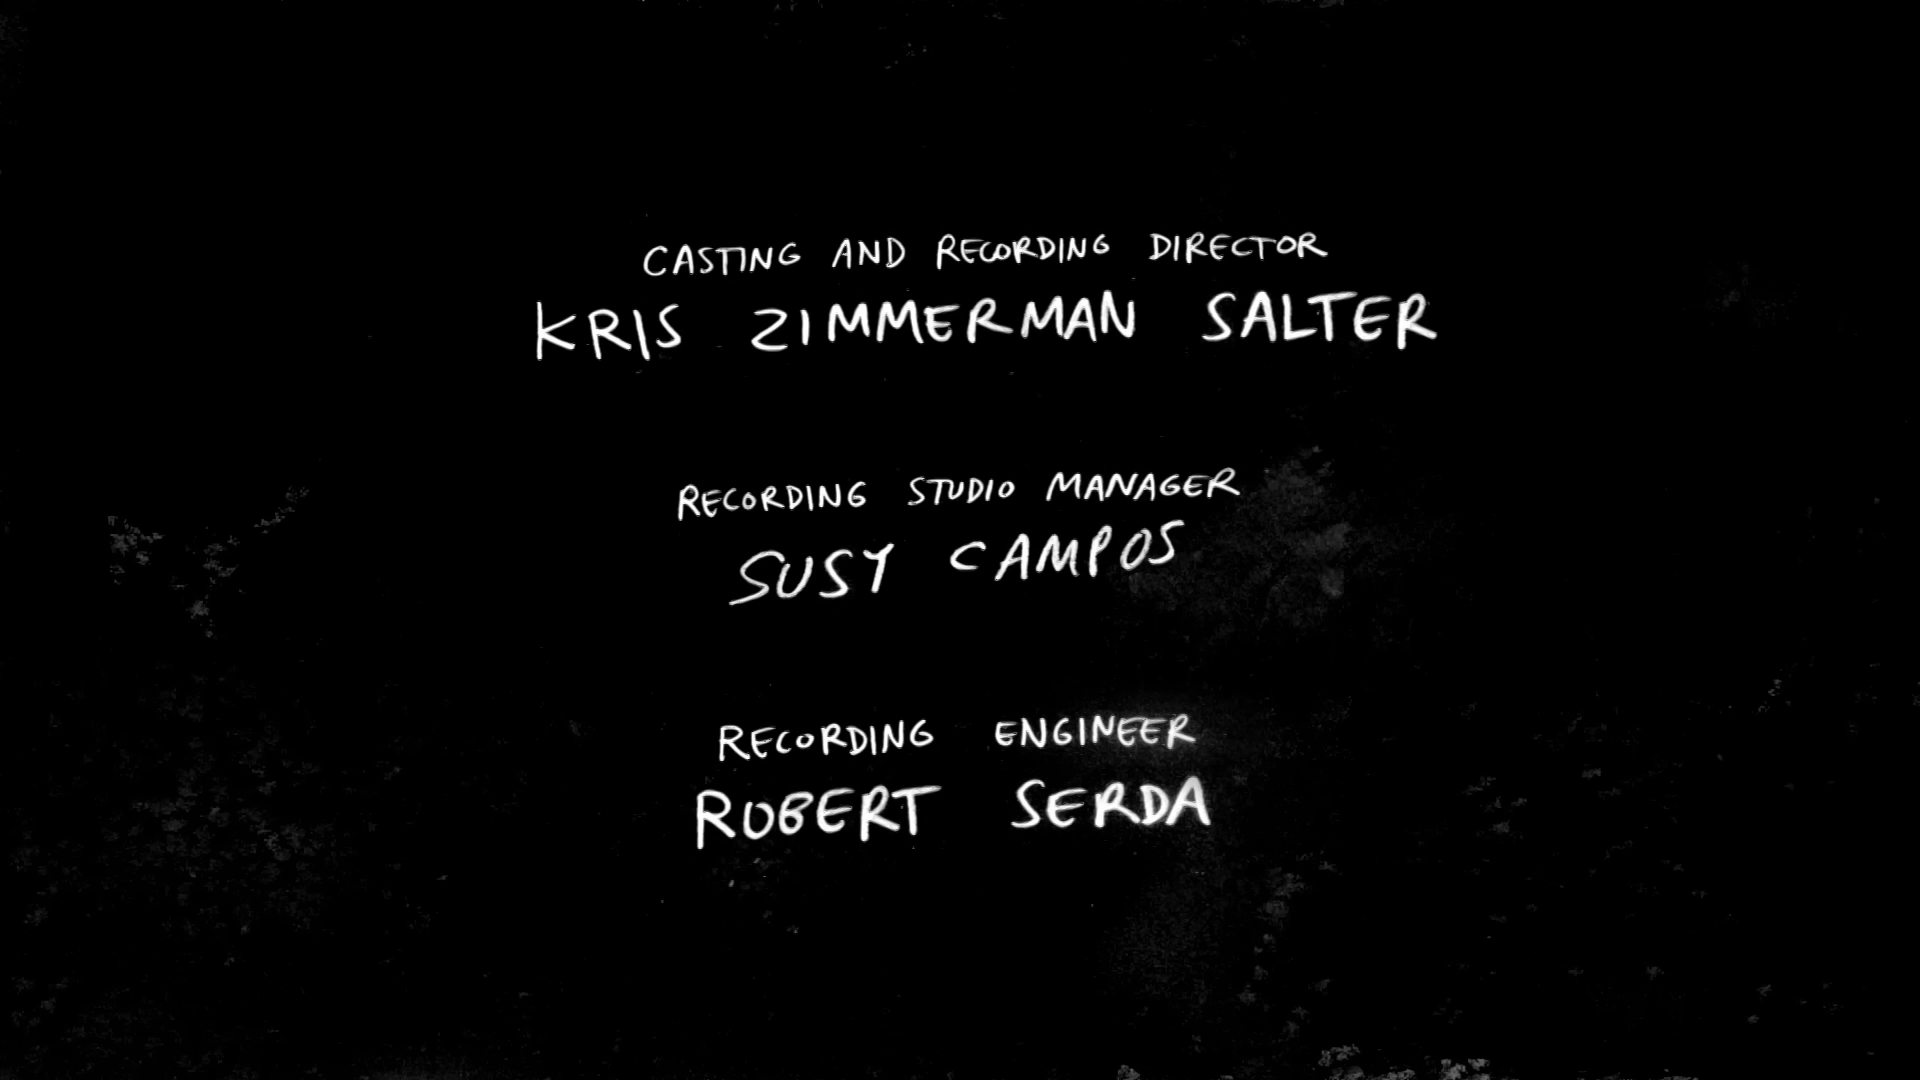 CASTING AND RECORDING DIRECTOR
KRIS ZIMMERMAN SALTER
RECORDING STUDIO MANAGER
SUSY CAMPOS
RECORDING ENGINEER
ROBERT SERDA